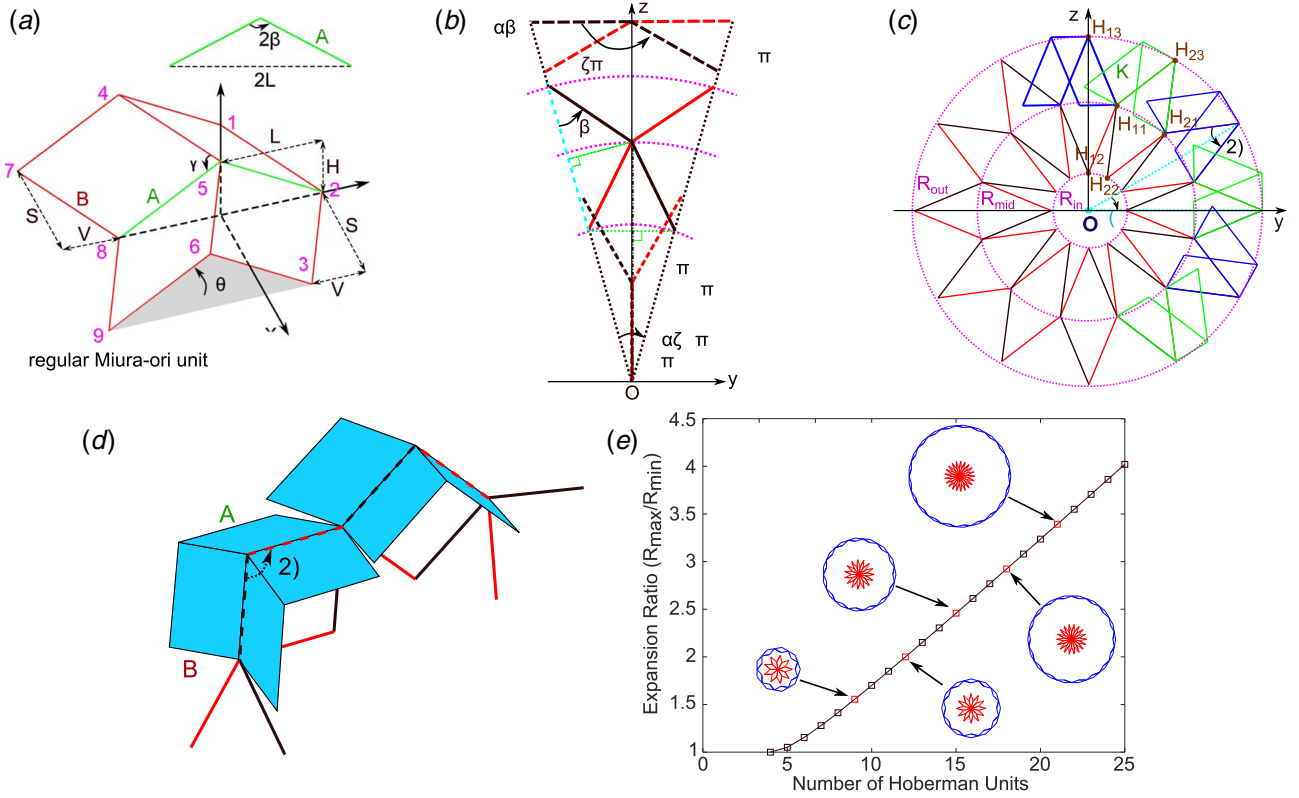 (a)
A
2β
2L
4
1
L
γ
H
7
B
A
5
2
S
V
8
6
S
3
V
θ
9
regular Miura-ori unit
(b)
z
αβ
π
ζπ
β
π
π
αζ π
π
O
y
(c)
z
H13
H23
K
H11
H21
2)
H12
H22
Rout
Rmid
Rin
O
y
(d)
A
2)
B
(e)
Expansion Ratio (Rmax/Rmin)
4.5
4
3.5
3
2.5
2
1.5
1
0 5 10 15 20 25
Number of Hoberman Units